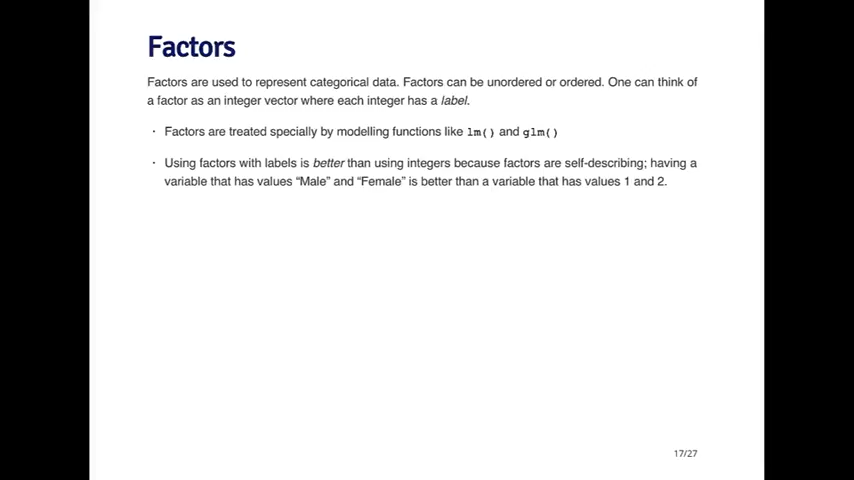 Factors
Factors are used to represent categorical data. Factors can be unordered or ordered. One can think of
a factor as an integer vector where each integer has a label.
· Factors are treated specially by modelling functions like lm() and glm()
· Using factors with labels is better than using integers because factors are self-describing; having a
variable that has values “Male” and “Female” is better than a variable that has values 1 and 2.
17/27